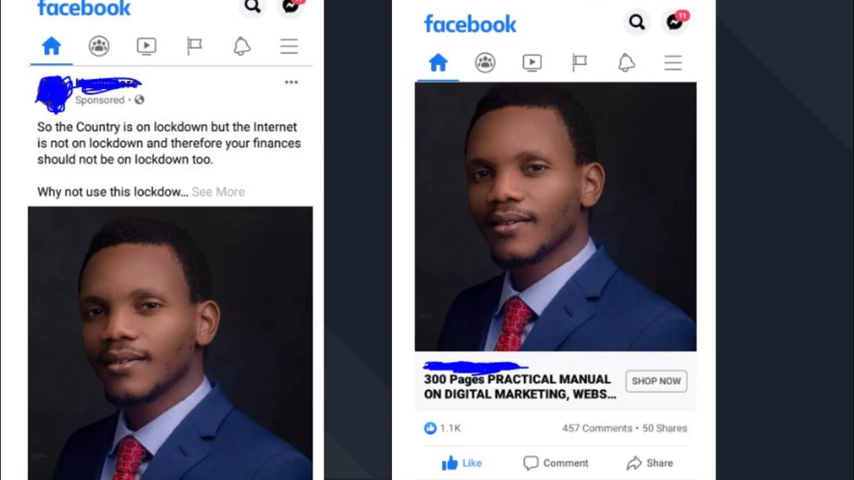 facebook
Sponsored
So the Country is on lockdown but the Internet
is not on lockdown and therefore your finances
should not be on lockdown too.
Why not use this lockdow... See More
facebook
11
300 Pages PRACTICAL MANUAL
ON DIGITAL MARKETING, WEBS...
SHOP NOW
1.1K
457 Comments • 50 Shares
Like
Comment
Share